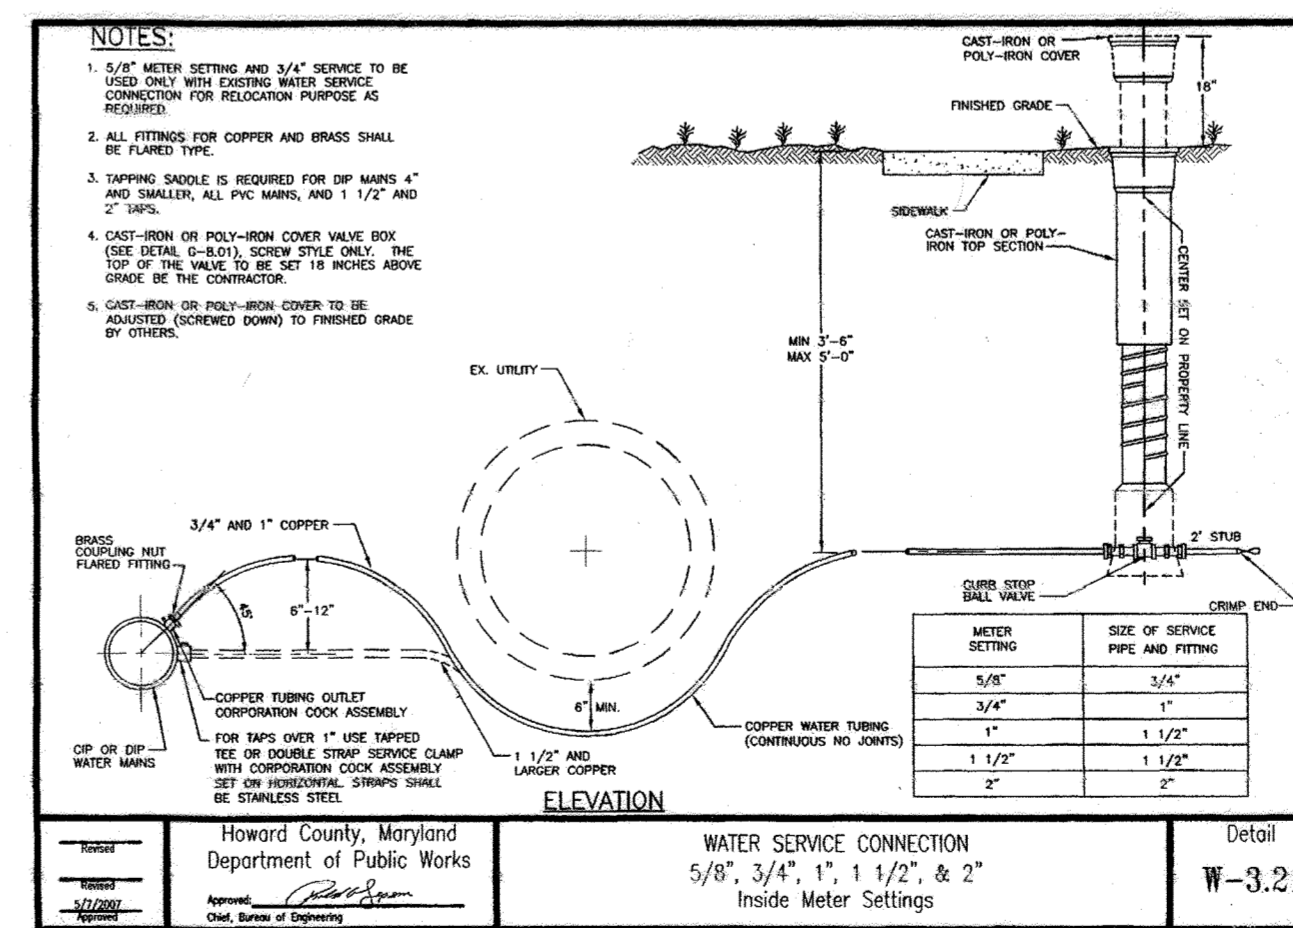 NOTES:
1. 5/8" METER SETTING AND 3/4" SERVICE TO BE
USED ONLY WITH EXISTING WATER SERVICE
CONNECTION FOR RELOCATION PURPOSE AS
REQUIRED
2. ALL FITTINGS FOR COPPER AND BRASS SHALL
BE FLARED TYPE.
3. TAPPING SADDLE IS REQUIRED FOR DIP MAINS 4"
AND SMALLER, ALL PVC MAINS, AND 1 1/2" AND
2" TAPS.
4. CAST-IRON OR POLY-IRON COVER VALVE BOX
(SEE DETAIL G-8.01), SCREW STYLE ONLY. THE
TOP OF THE VALVE TO BE SET 18 INCHES ABOVE
GRADE BE THE CONTRACTOR.
5. CAST-IRON OR POLY-IRON COVER TO BE
ADJUSTED (SCREWED DOWN) TO FINISHED GRADE
BY OTHERS.
CAST-IRON OR
POLY-IRON COVER
18"
FINISHED GRADE
SIDEWALK
CAST-IRON OR POLY-
IRON TOP SECTION
CENTER SET ON PROPERTY LINE
MIN 3'-6"
MAX 5'-0"
EX. UTILITY
3/4" AND 1" COPPER
BRASS
COUPLING NUT
FLARED FITTING
45°
6"-12"
2' STUB
CURB STOP
BALL VALVE
CRIMP END
6" MIN.
COPPER TUBING OUTLET
CORPORATION COCK ASSEMBLY
COPPER WATER TUBING
(CONTINUOUS NO JOINTS)
CIP OR DIP
WATER MAINS
FOR TAPS OVER 1" USE TAPPED
TEE OR DOUBLE STRAP SERVICE CLAMP
WITH CORPORATION COCK ASSEMBLY
SET ON HORIZONTAL STRAPS SHALL
BE STAINLESS STEEL
1 1/2" AND
LARGER COPPER
METER SETTING SIZE OF SERVICE PIPE AND FITTING
5/8" 3/4"
3/4" 1"
1" 1 1/2"
1 1/2" 1 1/2"
2" 2"
ELEVATION
Revised
Revised
5/7/2007
Approved
Howard County, Maryland
Department of Public Works
Approved:
Chief, Bureau of Engineering
WATER SERVICE CONNECTION
5/8", 3/4", 1", 1 1/2", & 2"
Inside Meter Settings
Detail
W-3.2